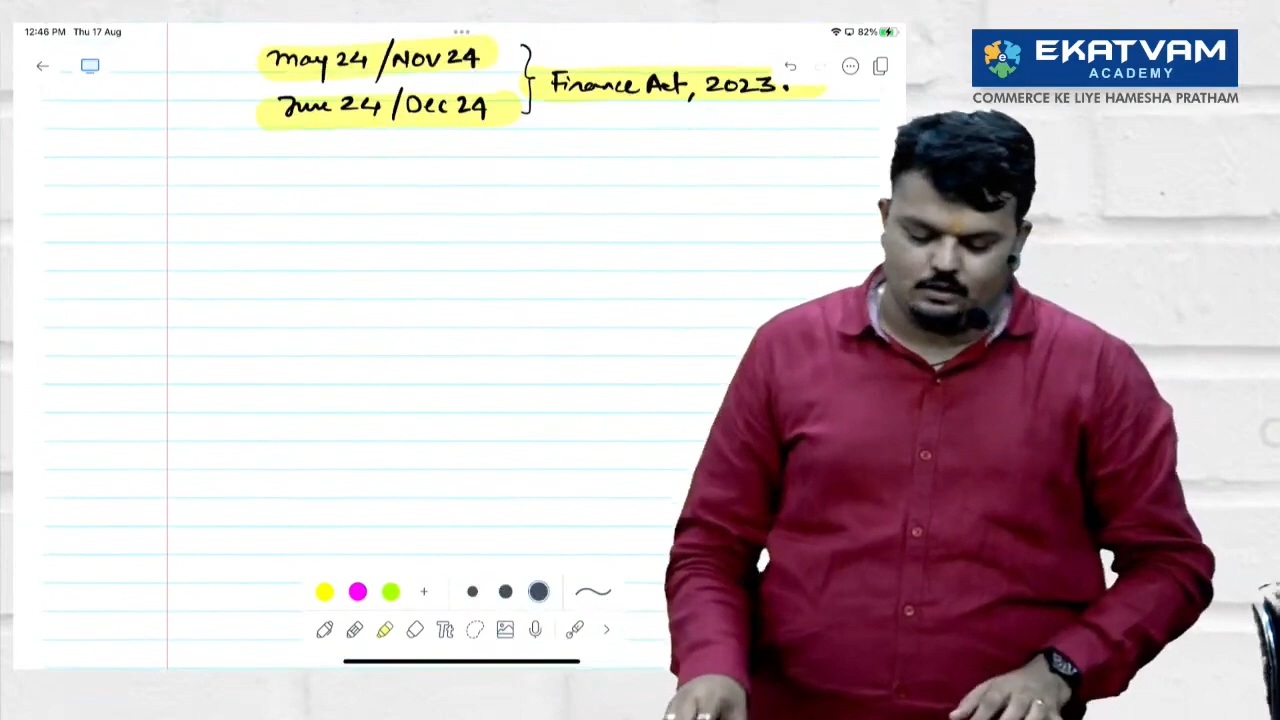 12:46 PM Thu 17 Aug
82%
May 24 / Nov 24
June 24 / Dec 24
Finance Act, 2023.
EKATVAM
ACADEMY
COMMERCE KE LIYE HAMESHA PRATHAM
Tt